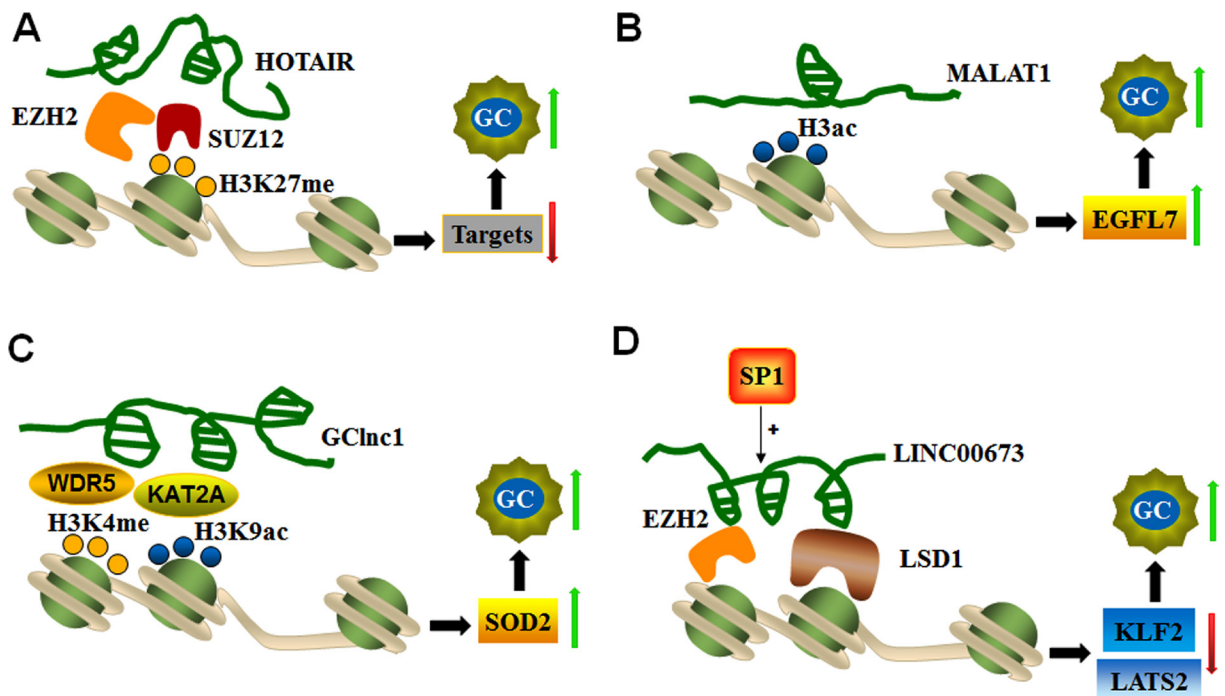 A
HOTAIR
EZH2
SUZ12
H3K27me
GC
Targets
B
MALAT1
H3ac
GC
EGFL7
C
GClnc1
WDR5
KAT2A
H3K4me
H3K9ac
GC
SOD2
D
SP1
+
LINC00673
EZH2
LSD1
GC
KLF2
LATS2